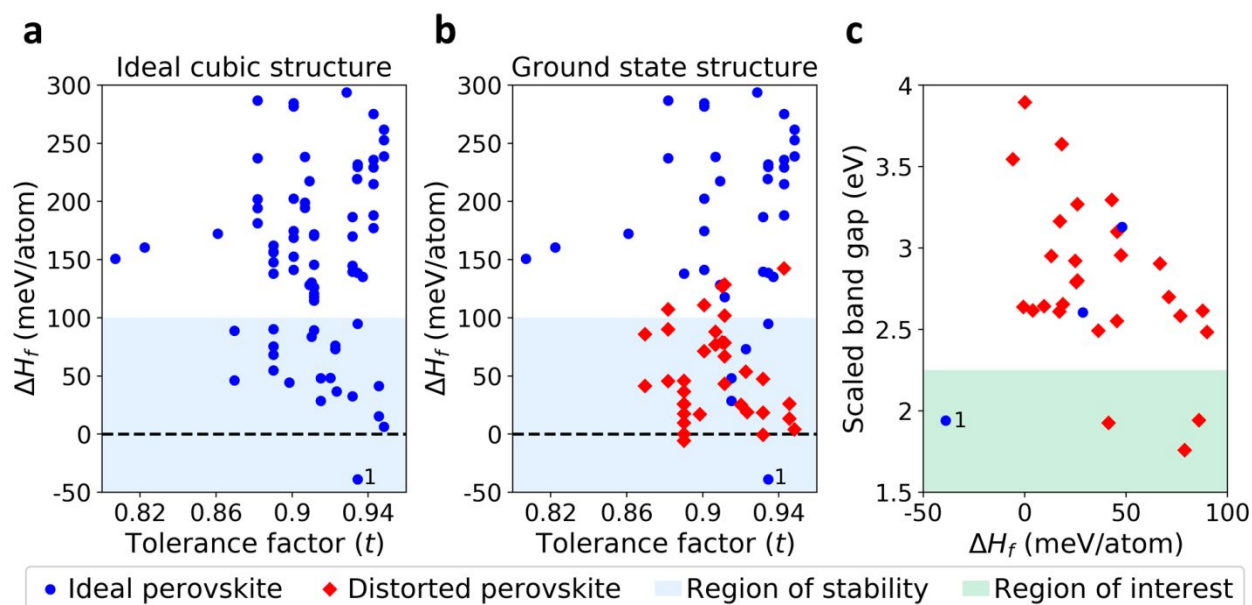 a
Ideal cubic structure
300
250
200
150
100
50
0
-50
ΔH_f (meV/atom)
1
0.82 0.86 0.9 0.94
Tolerance factor (t)
b
Ground state structure
300
250
200
150
100
50
0
-50
ΔH_f (meV/atom)
1
0.82 0.86 0.9 0.94
Tolerance factor (t)
c
4
3.5
3
2.5
2
1.5
Scaled band gap (eV)
1
-50 0 50 100
ΔH_f (meV/atom)
Ideal perovskite Distorted perovskite Region of stability Region of interest